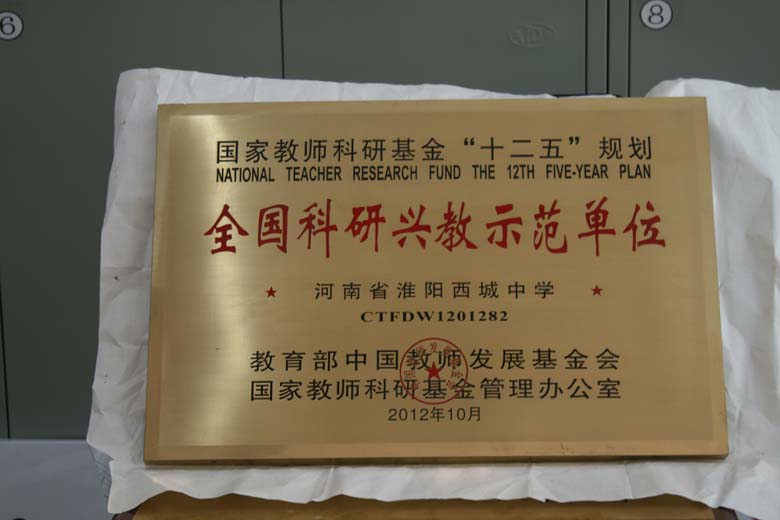 6
8
国家教师科研基金“十二五”规划
NATIONAL TEACHER RESEARCH FUND THE 12TH FIVE-YEAR PLAN
全国科研兴教示范单位
★ 河南省淮阳西城中学 ★
CTFDW1201282
教育部中国教师发展基金会
国家教师科研基金管理办公室
2012年10月